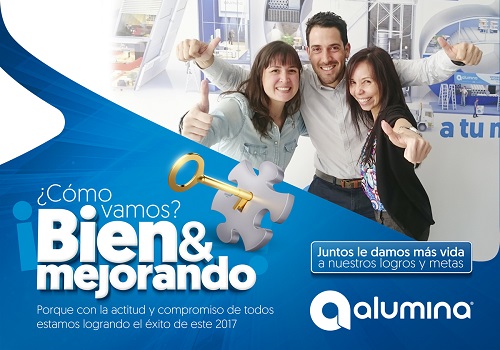 ¿Cómo
vamos?
¡Bien&
mejorando
Porque con la actitud y compromiso de todos
estamos logrando el éxito de este 2017
Juntos le damos más vida
a nuestros logros y metas
alumina